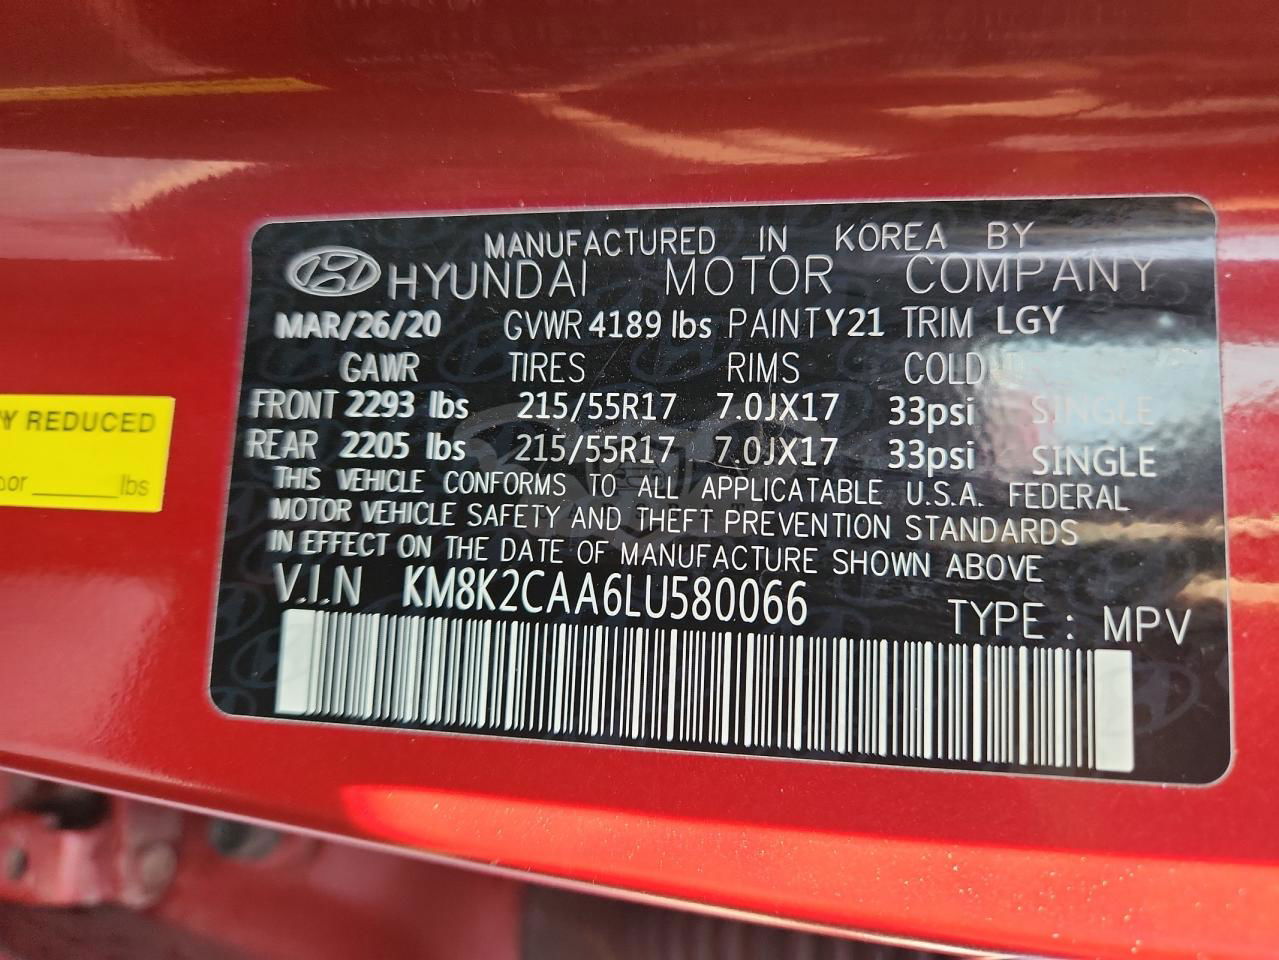 MANUFACTURED IN KOREA BY
HYUNDAI MOTOR COMPANY
MAR/26/20 GVWR 4189 lbs PAINT Y21 TRIM LGY
GAWR TIRES RIMS COLD
FRONT 2293 lbs 215/55R17 7.0JX17 33psi SINGLE
REAR 2205 lbs 215/55R17 7.0JX17 33psi SINGLE
THIS VEHICLE CONFORMS TO ALL APPLICATABLE U.S.A. FEDERAL
MOTOR VEHICLE SAFETY AND THEFT PREVENTION STANDARDS
IN EFFECT ON THE DATE OF MANUFACTURE SHOWN ABOVE
V.I.N KM8K2CAA6LU580066
TYPE : MPV
REDUCED
lbs